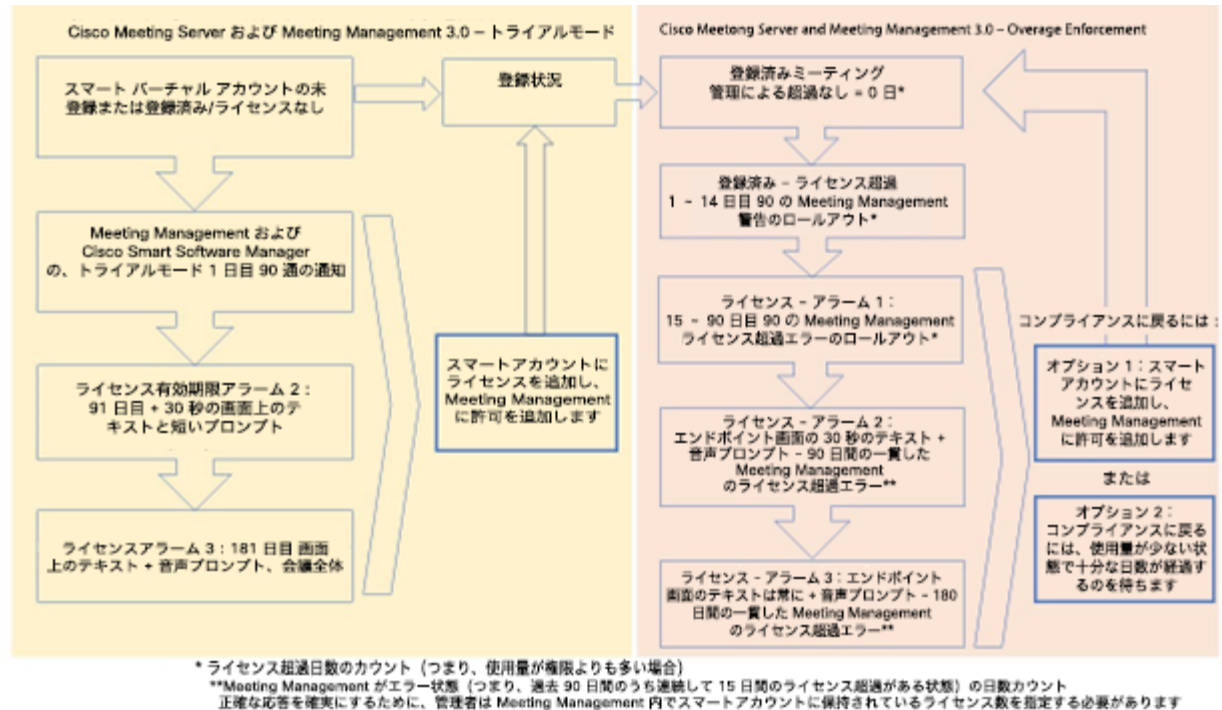 Cisco Meeting Server および Meeting Management 3.0 – トライアルモード
スマート バーチャル アカウントの未
登録または登録済み/ライセンスなし
登録状況
Meeting Management および
Cisco Smart Software Manager
の、トライアルモード 1 日目 90 通の通知
ライセンス有効期限アラーム 2：
91 日目 + 30 秒の画面上のテ
キストと短いプロンプト
ライセンスアラーム 3：181 日目 画面
上のテキスト + 音声プロンプト、会議全体
スマートアカウントに
ライセンスを追加し、
Meeting Management
に許可を追加します
Cisco Meetong Server and Meeting Management 3.0 – Overage Enforcement
登録済みミーティング
管理による超過なし = 0 日*
登録済み – ライセンス超過
1 – 14 日目 90 の Meeting Management
警告のロールアウト*
ライセンス – アラーム 1：
15 – 90 日目 90 の Meeting Management
ライセンス超過エラーのロールアウト*
ライセンス – アラーム 2：
エンドポイント画面の 30 秒のテキスト +
音声プロンプト – 90 日間の一貫した
Meeting Management
のライセンス超過エラー**
ライセンス – アラーム 3：エンドポイント
画面のテキストは常に + 音声プロンプト – 180
日間の一貫した Meeting Management
のライセンス超過エラー**
コンプライアンスに戻るには：
オプション 1：スマート
アカウントにライセ
ンスを追加し、
Meeting Management
に許可を追加します
または
オプション 2：
コンプライアンスに戻る
には、使用量が少ない状
態で十分な日数が経過す
るのを待ちます
* ライセンス超過日数のカウント（つまり、使用量が権限よりも多い場合）
**Meeting Management がエラー状態（つまり、過去 90 日間のうち連続して 15 日間のライセンス超過がある状態）の日数カウント
正確な応答を確実にするために、管理者は Meeting Management 内でスマートアカウントに保持されているライセンス数を指定する必要があります